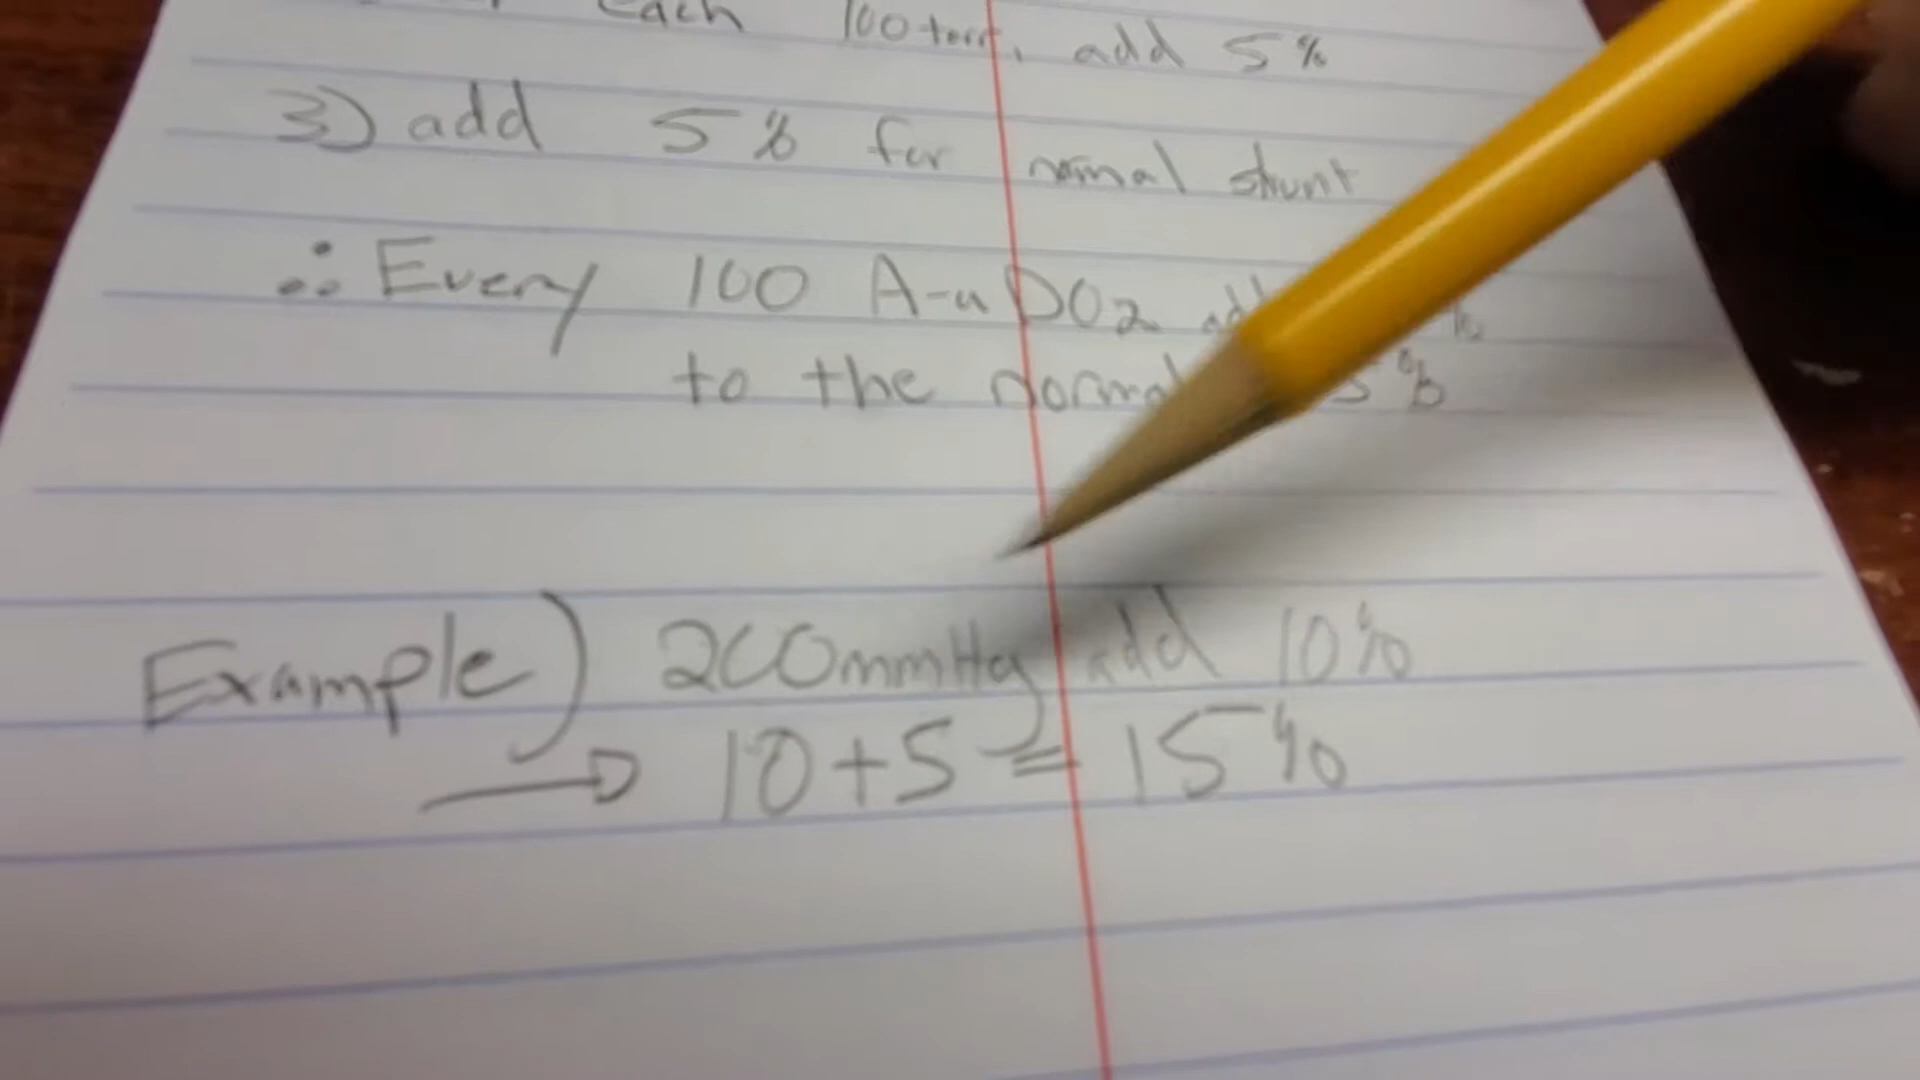 each 100 torr, add 5%
3) add 5% for normal shunt
∴ Every 100 A-a DO2
to the normal 5%
Example) 200mmHg add 10%
→ 10+5 = 15%